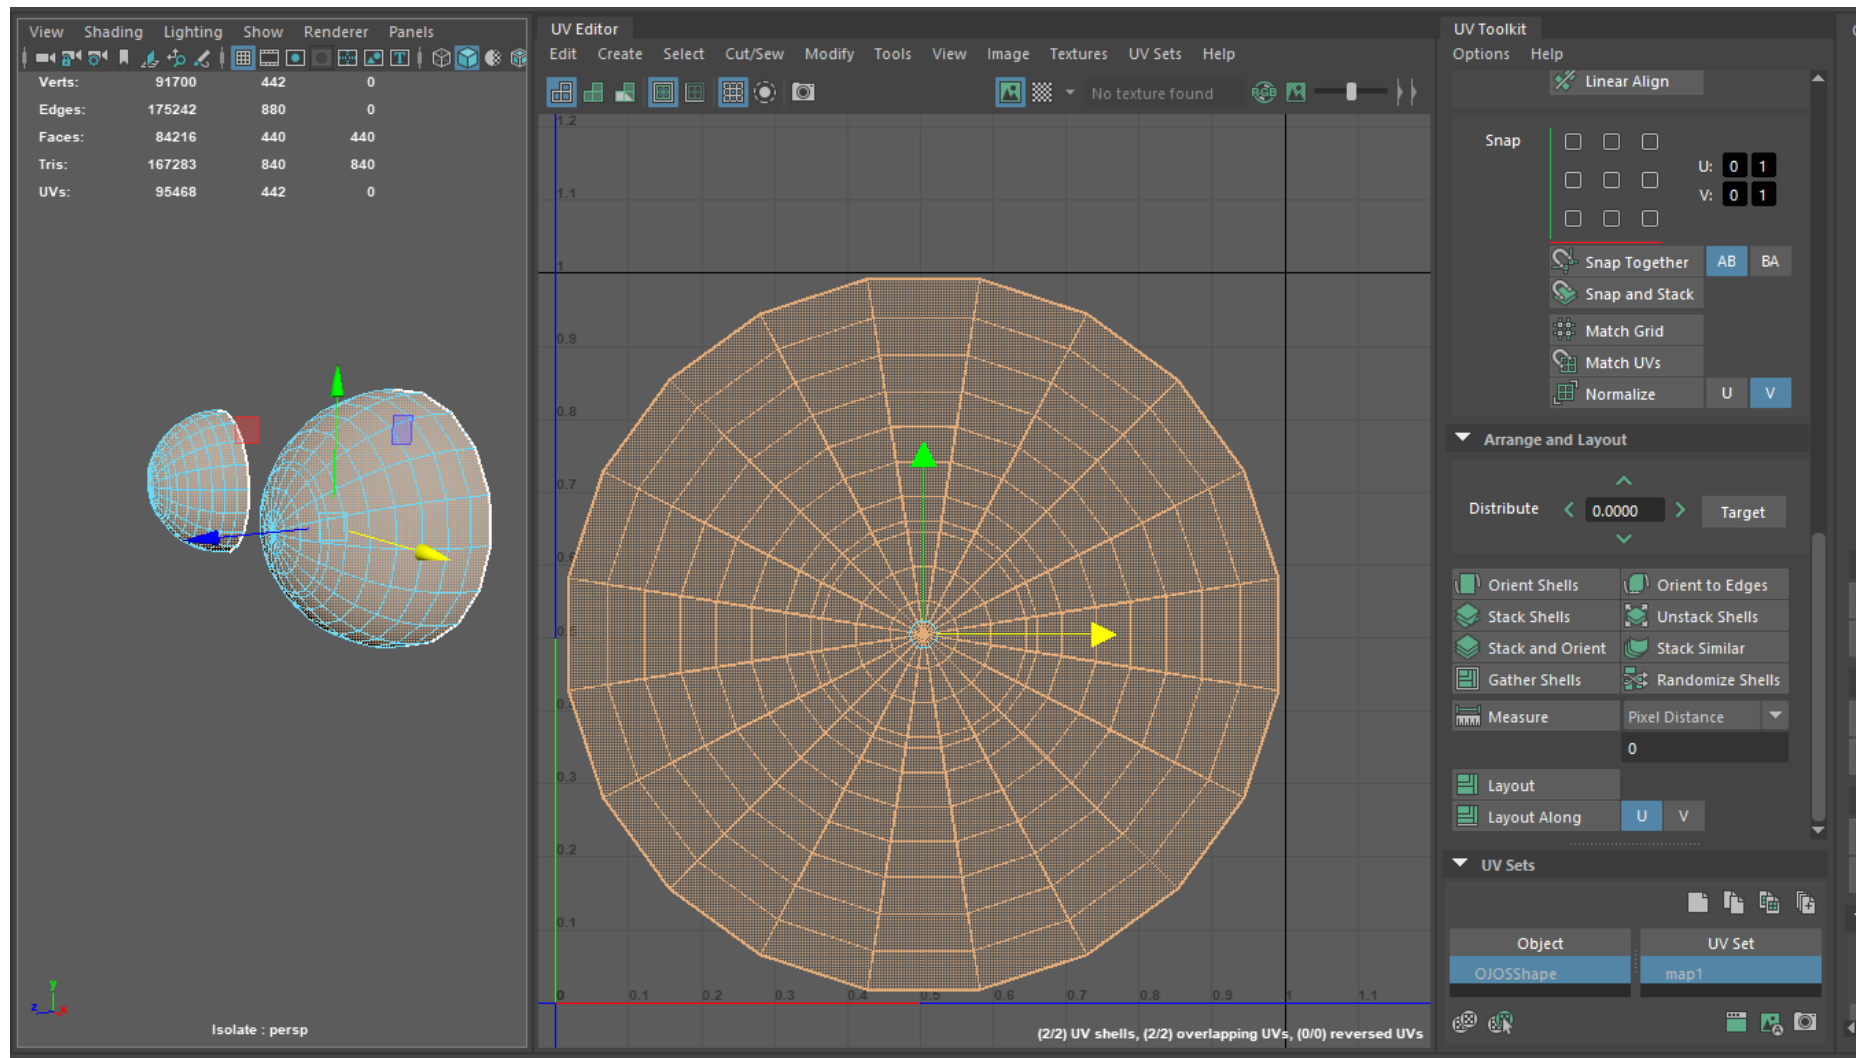 View Shading Lighting Show Renderer Panels
Verts: 91700 442 0
Edges: 175242 880 0
Faces: 84216 440 440
Tris: 167283 840 840
UVs: 95468 442 0
y
z x
Isolate : persp
UV Editor
Edit Create Select Cut/Sew Modify Tools View Image Textures UV Sets Help
No texture found
RGB
1.2
1.1
1
0.9
0.8
0.7
0.6
0.5
0.4
0.3
0.2
0.1
0 0.1 0.2 0.3 0.4 0.5 0.6 0.7 0.8 0.9 1 1.1
(2/2) UV shells, (2/2) overlapping UVs, (0/0) reversed UVs
UV Toolkit
Options Help
Linear Align
Snap
U: 0 1
V: 0 1
Snap Together AB BA
Snap and Stack
Match Grid
Match UVs
Normalize U V
Arrange and Layout
Distribute 0.0000 Target
Orient Shells Orient to Edges
Stack Shells Unstack Shells
Stack and Orient Stack Similar
Gather Shells Randomize Shells
Measure Pixel Distance
0
Layout
Layout Along U V
UV Sets
Object UV Set
OJOSShape map1